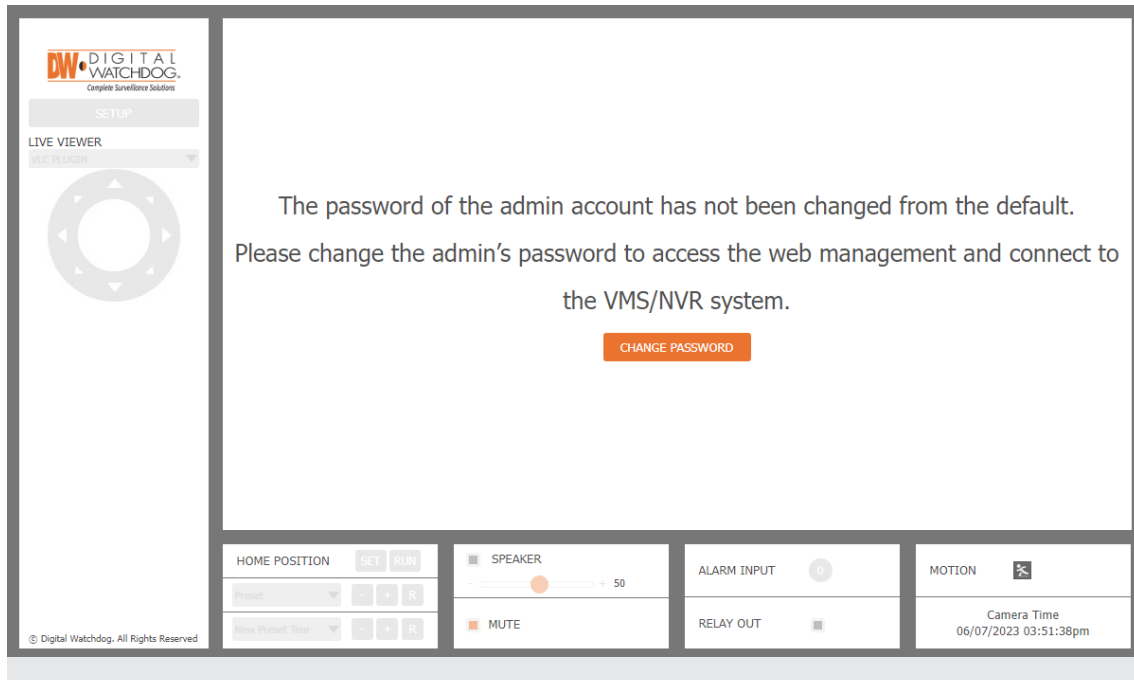 DW DIGITAL
WATCHDOG®
Complete Surveillance Solutions
SETUP
LIVE VIEWER
VLC PLUGIN
The password of the admin account has not been changed from the default.
Please change the admin’s password to access the web management and connect to
the VMS/NVR system.
CHANGE PASSWORD
HOME POSITION SET RUN
Preset - + R
New Preset Tour - + R
SPEAKER
- + 50
MUTE
ALARM INPUT 0
RELAY OUT
MOTION
Camera Time
06/07/2023 03:51:38pm
© Digital Watchdog. All Rights Reserved